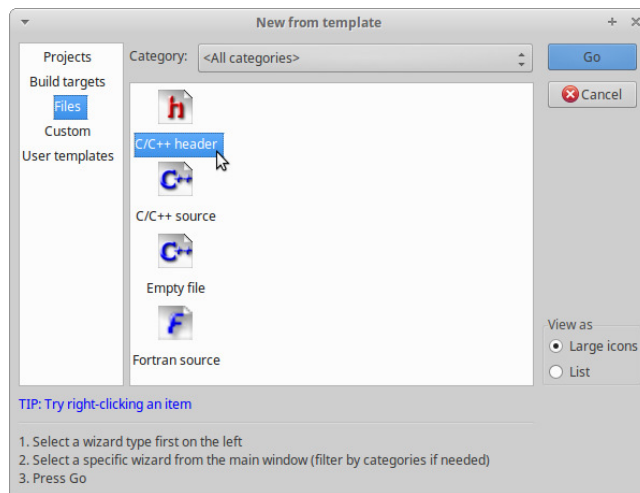 New from template
Projects
Build targets
Files
Custom
User templates
Category: <All categories>
h
C/C++ header
C++
C/C++ source
C++
Empty file
F
Fortran source
Go
Cancel
View as
Large icons
List
TIP: Try right-clicking an item
1. Select a wizard type first on the left
2. Select a specific wizard from the main window (filter by categories if needed)
3. Press Go